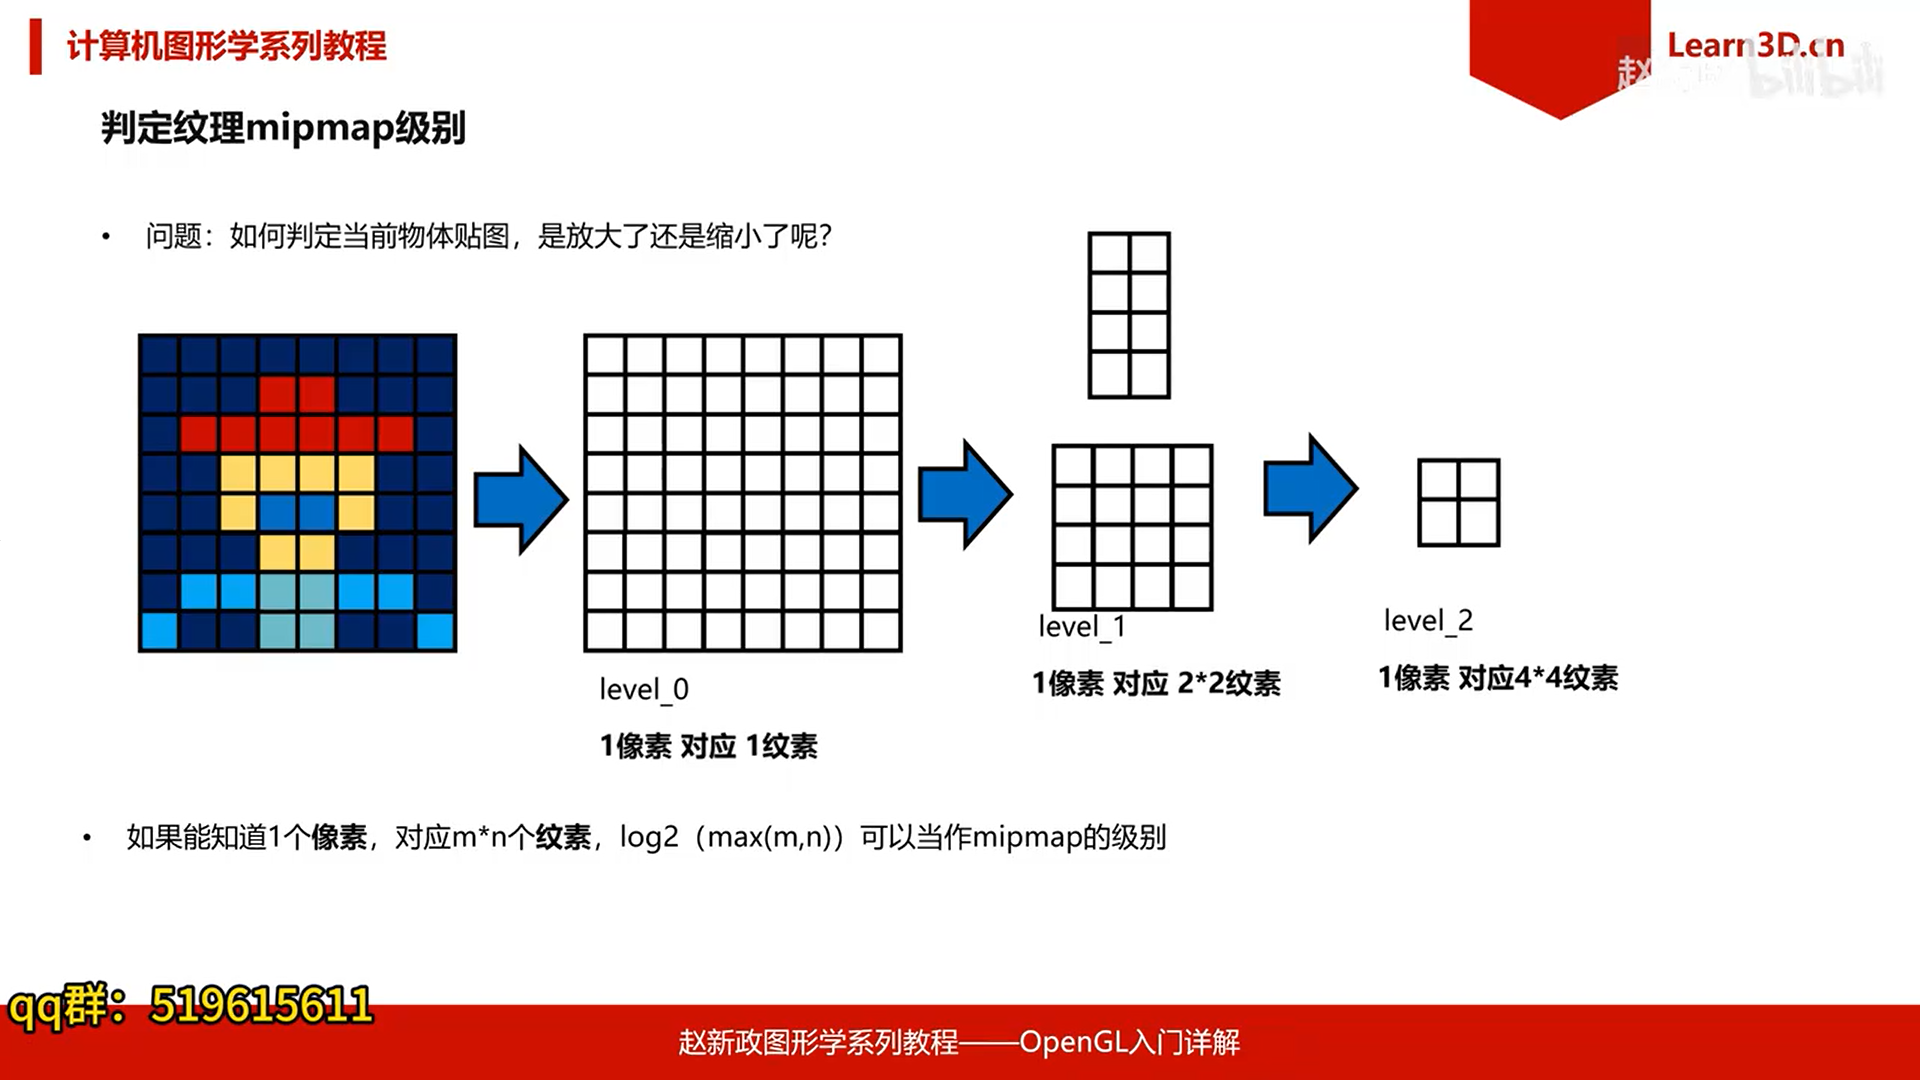 计算机图形学系列教程
Learn3D.cn
赵
bilibili
判定纹理mipmap级别
• 问题：如何判定当前物体贴图，是放大了还是缩小了呢？
level_0
1像素 对应 1纹素
level_1
1像素 对应 2*2纹素
level_2
1像素 对应4*4纹素
• 如果能知道1个像素，对应m*n个纹素，log2（max(m,n)）可以当作mipmap的级别
qq群：519615611
赵新政图形学系列教程——OpenGL入门详解